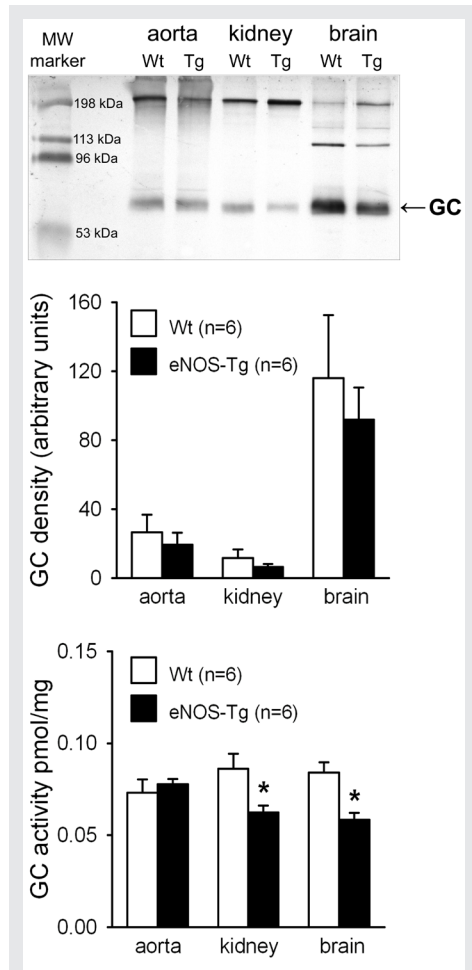 MW marker
aorta kidney brain
Wt Tg Wt Tg Wt Tg
198 kDa
113 kDa
96 kDa
←GC
53 kDa
GC density (arbitrary units)
160
120
80
40
0
Wt (n=6)
eNOS-Tg (n=6)
aorta kidney brain
GC activity pmol/mg
0.15
0.10
0.05
0.00
Wt (n=6)
eNOS-Tg (n=6)
*
*
aorta kidney brain